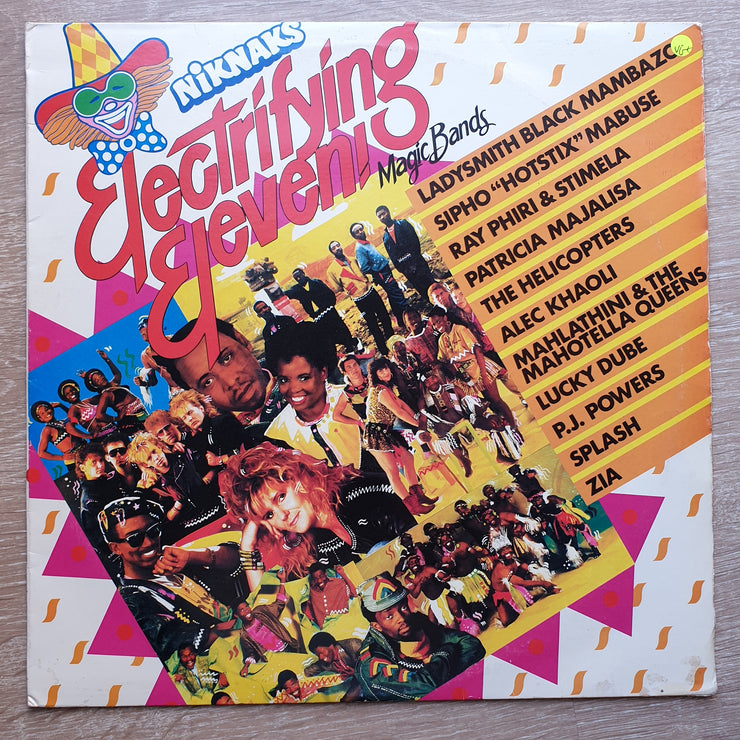 NiKNAKS
Electrifying
Eleven!
Magic Bands
VG+
LADYSMITH BLACK MAMBAZO
SIPHO "HOTSTIX" MABUSE
RAY PHIRI & STIMELA
PATRICIA MAJALISA
THE HELICOPTERS
ALEC KHAOLI
MAHLATHINI & THE
MAHOTELLA QUEENS
LUCKY DUBE
P.J. POWERS
SPLASH
ZIA